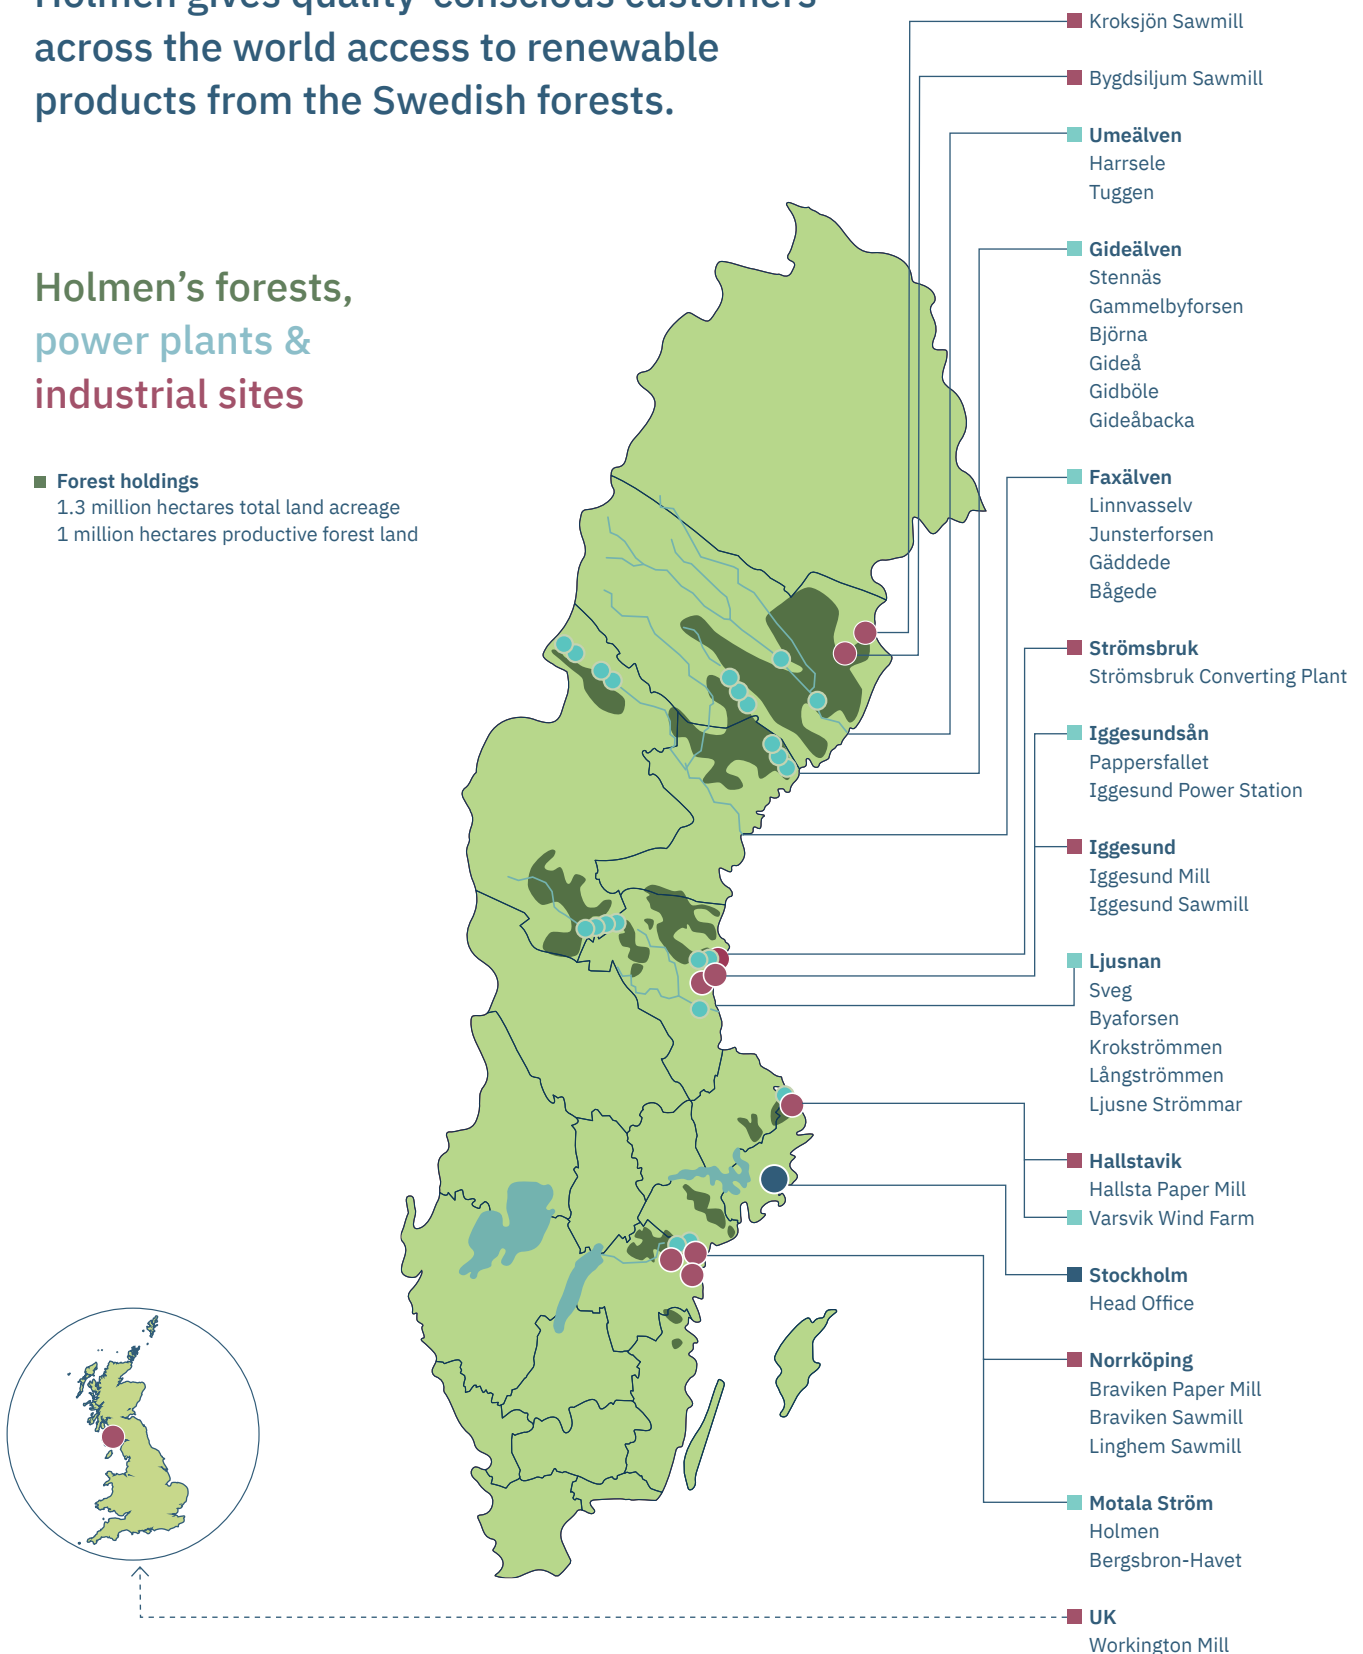 Holmen gives quality-conscious customers
across the world access to renewable
products from the Swedish forests.
Holmen’s forests,
power plants &
industrial sites
Forest holdings
1.3 million hectares total land acreage
1 million hectares productive forest land
Kroksjön Sawmill
Bygdsiljum Sawmill
Umeälven
Harrsele
Tuggen
Gideälven
Stennäs
Gammelbyforsen
Björna
Gideå
Gidböle
Gideåbacka
Faxälven
Linnvasselv
Junsterforsen
Gäddede
Bågede
Strömsbruk
Strömsbruk Converting Plant
Iggesundsån
Pappersfallet
Iggesund Power Station
Iggesund
Iggesund Mill
Iggesund Sawmill
Ljusnan
Sveg
Byaforsen
Krokströmmen
Långströmmen
Ljusne Strömmar
Hallstavik
Hallsta Paper Mill
Varsvik Wind Farm
Stockholm
Head Office
Norrköping
Braviken Paper Mill
Braviken Sawmill
Linghem Sawmill
Motala Ström
Holmen
Bergsbron-Havet
UK
Workington Mill